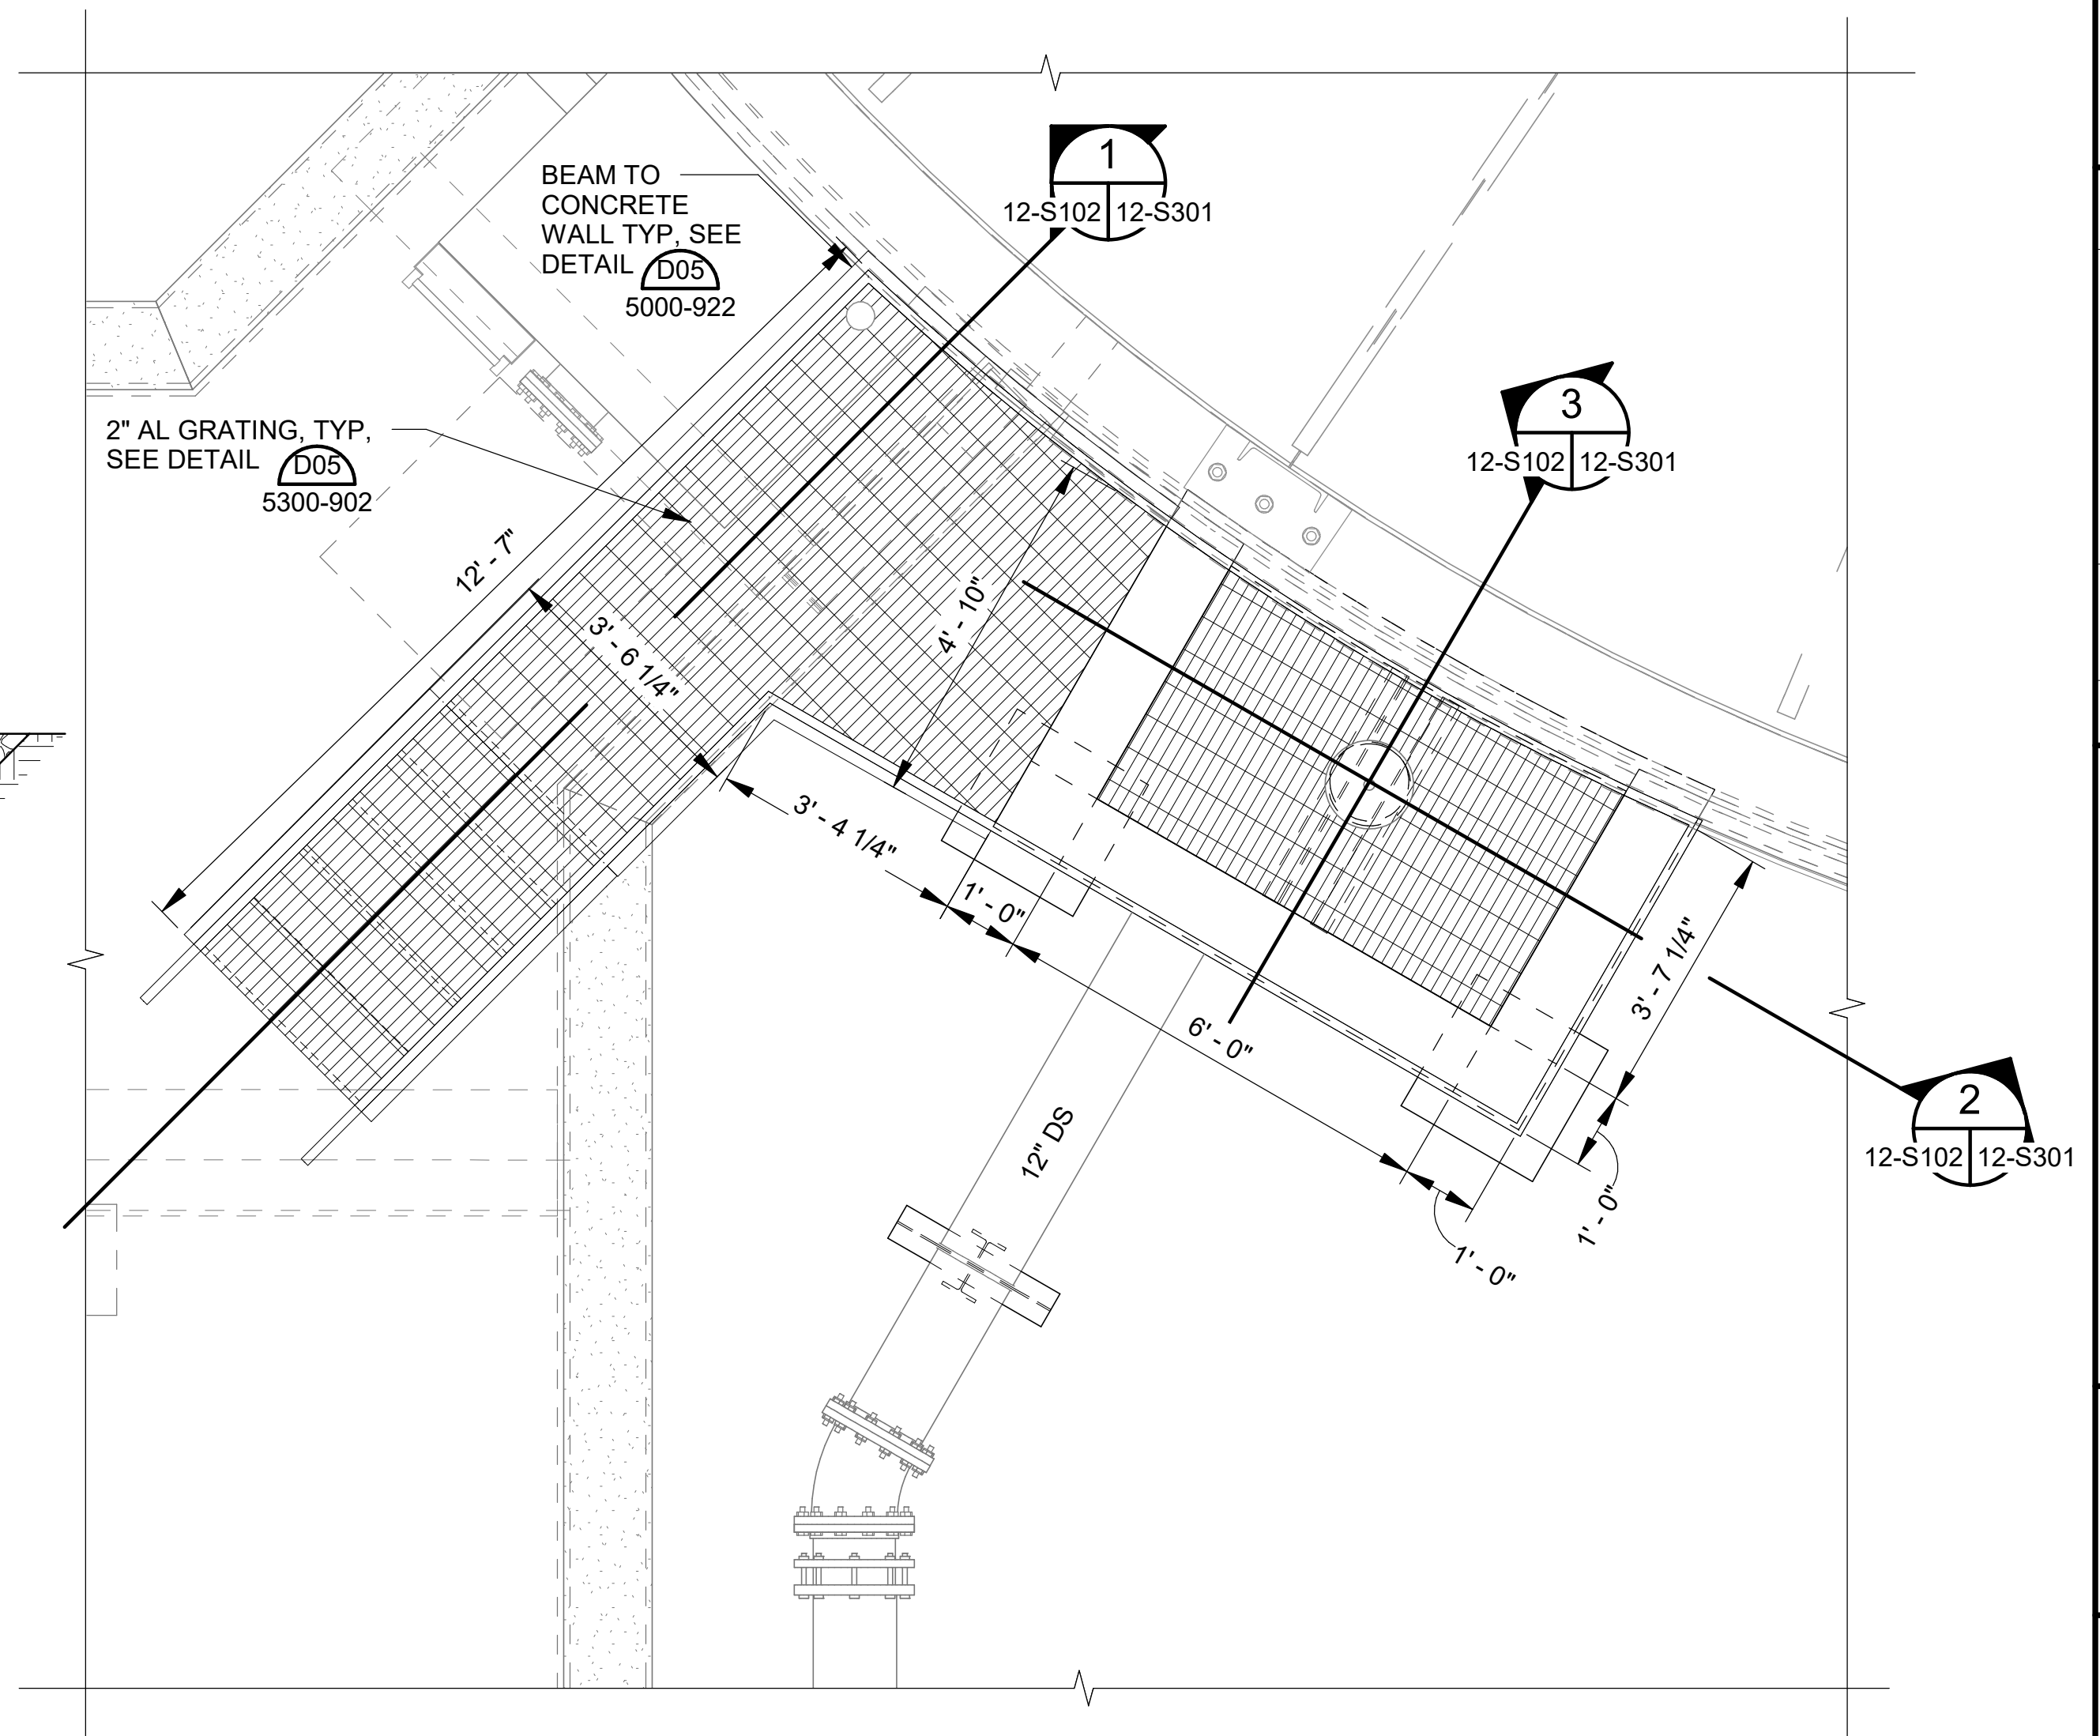 1
12-S102 12-S301
BEAM TO
CONCRETE
WALL TYP, SEE
DETAIL D05
5000-922
3
12-S102 12-S301
2" AL GRATING, TYP,
SEE DETAIL D05
5300-902
12' - 7"
3' - 6 1/4"
4' - 10"
3' - 4 1/4"
1' - 0"
6' - 0"
3' - 7 1/4"
1' - 0"
1' - 0"
2
12-S102 12-S301
12" DS